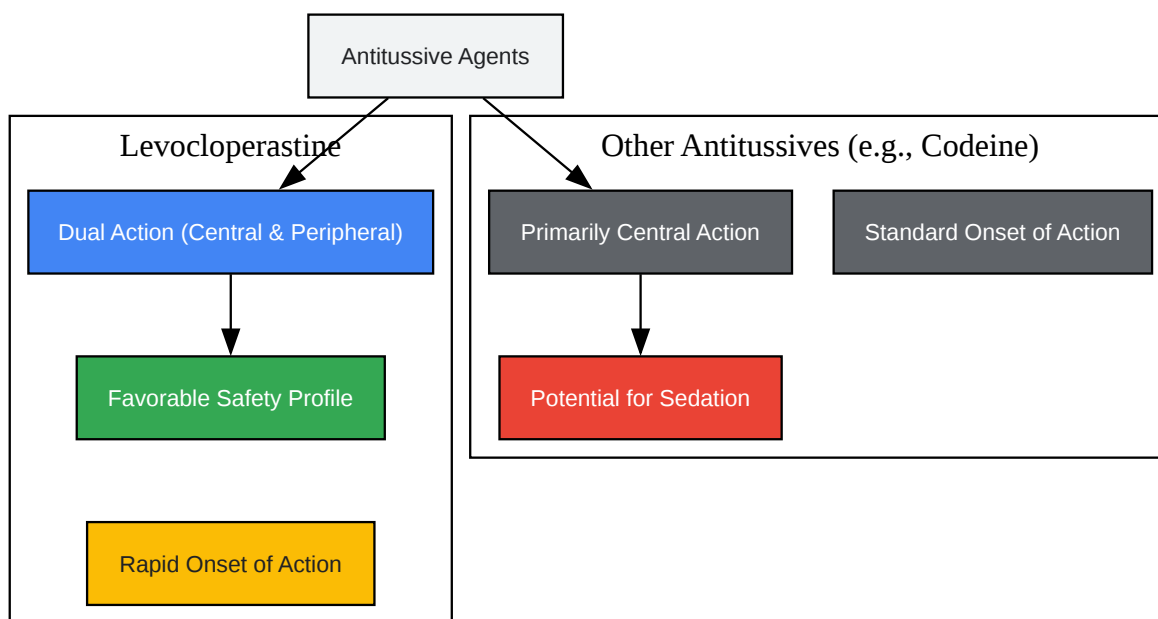 Antitussive Agents
Levocloperastine
Dual Action (Central & Peripheral)
Favorable Safety Profile
Rapid Onset of Action
Other Antitussives (e.g., Codeine)
Primarily Central Action
Standard Onset of Action
Potential for Sedation